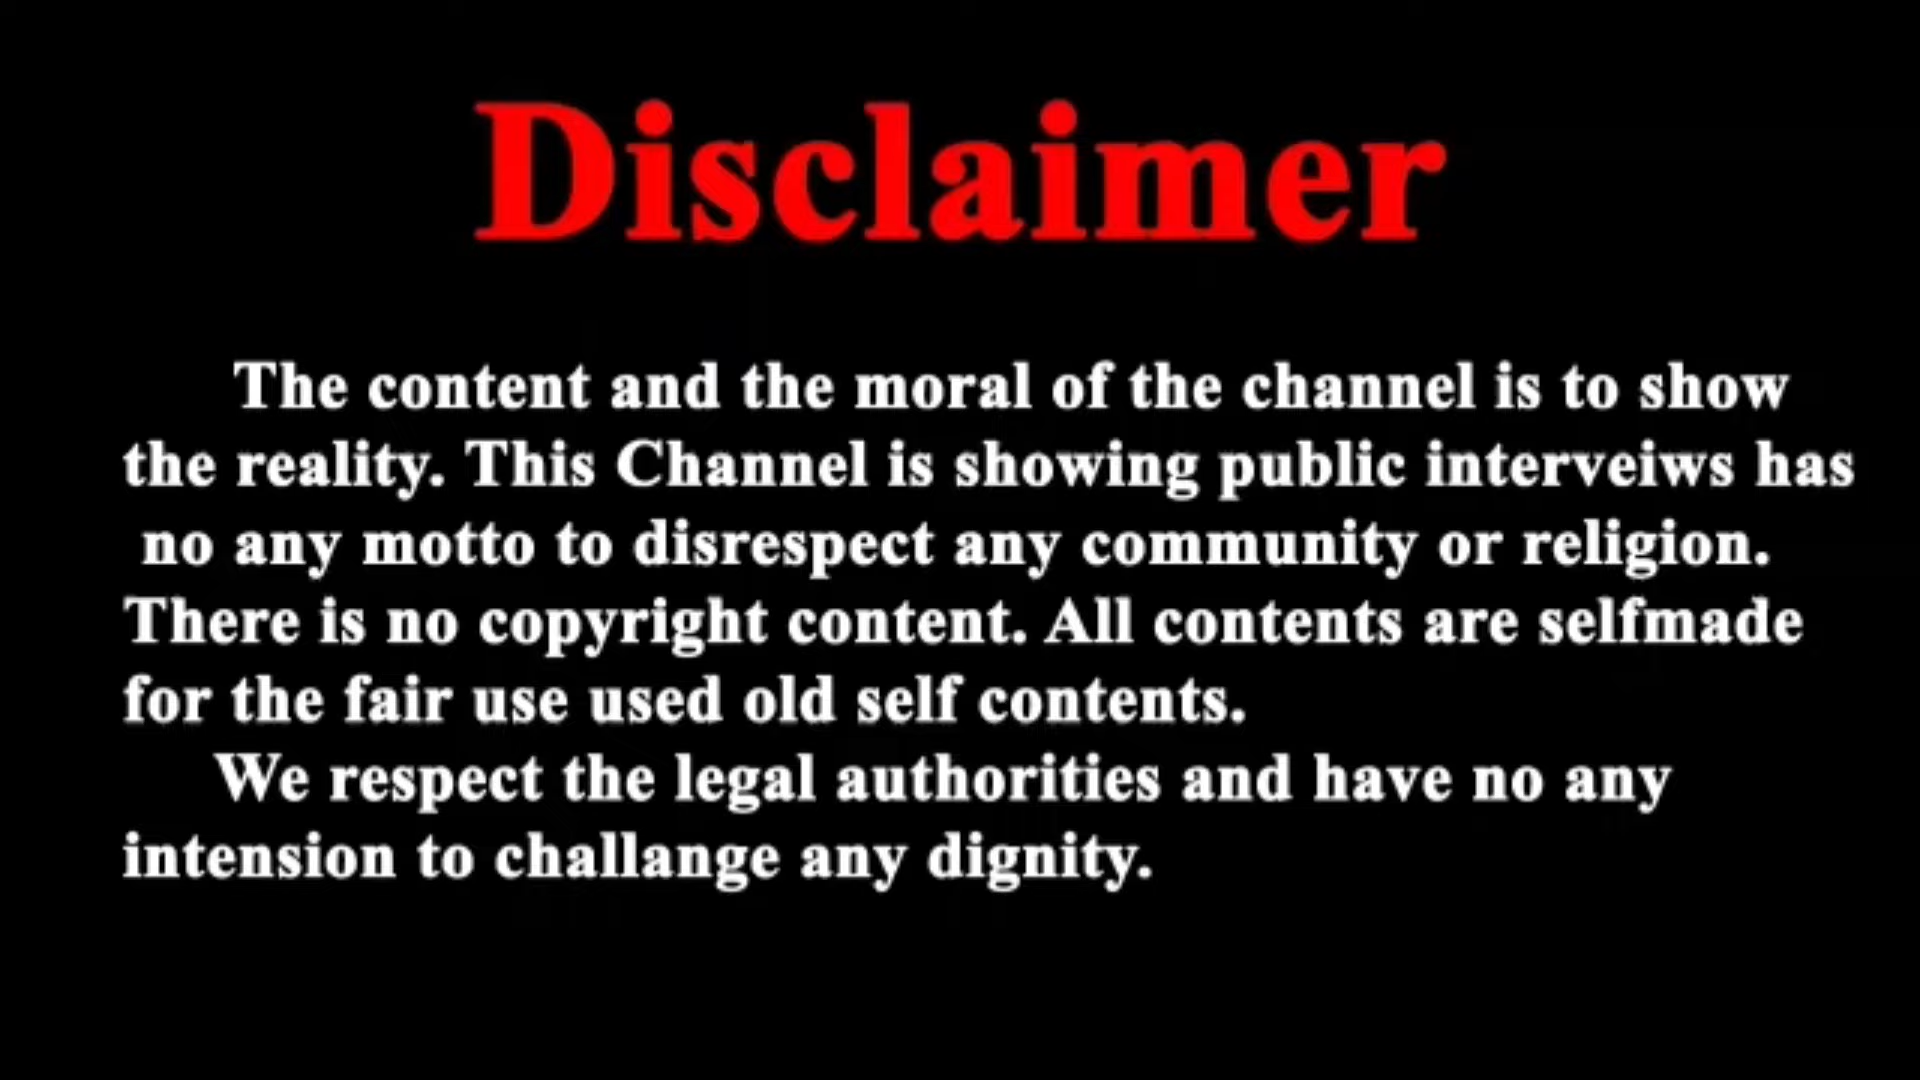 Disclaimer
The content and the moral of the channel is to show
the reality. This Channel is showing public interveiws has
no any motto to disrespect any community or religion.
There is no copyright content. All contents are selfmade
for the fair use used old self contents.
We respect the legal authorities and have no any
intension to challange any dignity.